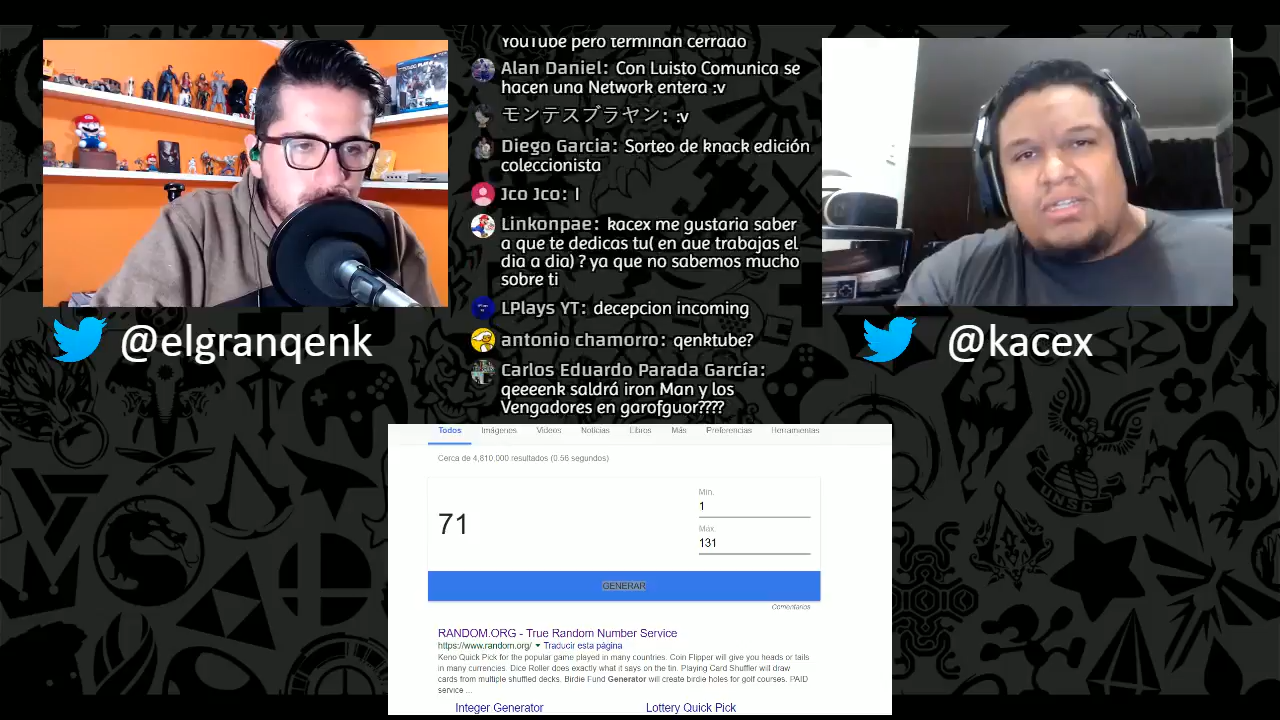 YouTube pero terminan cerrado
Alan Daniel: Con Luisto Comunica se
hacen una Network entera :v
モンテスブラヤン: :v
Diego Garcia: Sorteo de knack edición
coleccionista
Jco Jco: l
Linkonpae: kacex me gustaria saber
a que te dedicas tu( en aue trabajas el
dia a dia) ? ya que no sabemos mucho
sobre ti
LPlays YT: decepcion incoming
antonio chamorro: qenktube?
Carlos Eduardo Parada García:
qeeeenk saldrá iron Man y los
Vengadores en garofguor????
@elgranqenk
@kacex
Todos Imágenes Videos Noticias Libros Más Preferencias Herramientas
Cerca de 4,810,000 resultados (0.56 segundos)
71
Mín.
1
Máx.
131
GENERAR
Comentarios
RANDOM.ORG - True Random Number Service
https://www.random.org/ ▼ Traducir esta página
Keno Quick Pick for the popular game played in many countries. Coin Flipper will give you heads or tails
in many currencies. Dice Roller does exactly what it says on the tin. Playing Card Shuffler will draw
cards from multiple shuffled decks. Birdie Fund Generator will create birdie holes for golf courses. PAID
service ...
Integer Generator Lottery Quick Pick
UNSC